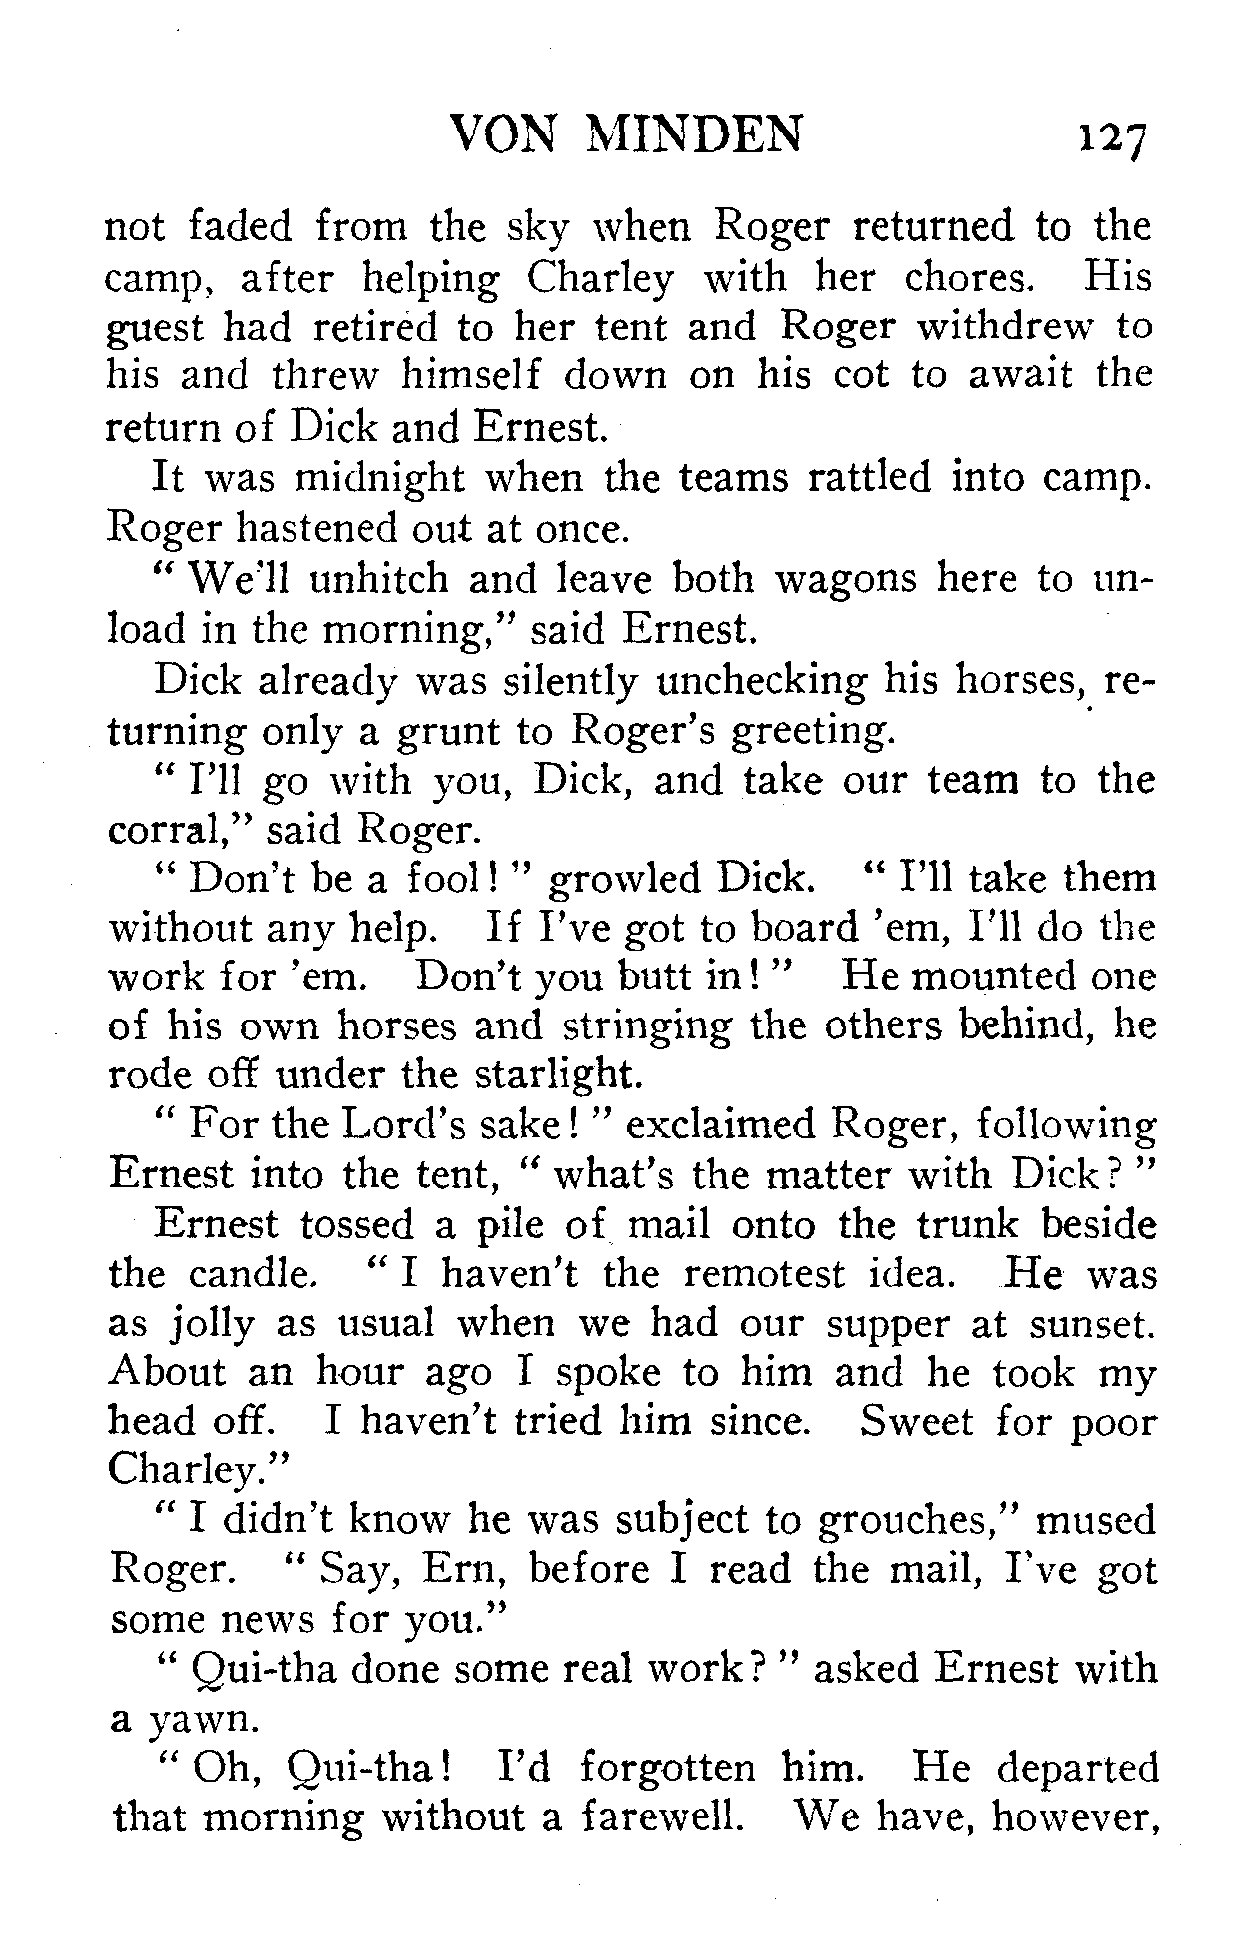 VON MINDEN 127
not faded from the sky when Roger returned to the
camp, after helping Charley with her chores. His
guest had retired to her tent and Roger withdrew to
his and threw himself down on his cot to await the
return of Dick and Ernest.
It was midnight when the teams rattled into camp.
Roger hastened out at once.
" We'll unhitch and leave both wagons here to un-
load in the morning," said Ernest.
Dick already was silently unchecking his horses, re-
turning only a grunt to Roger's greeting.
" I'll go with you, Dick, and take our team to the
corral," said Roger.
" Don't be a fool! " growled Dick. " I'll take them
without any help. If I've got to board 'em, I'll do the
work for 'em. Don't you butt in! " He mounted one
of his own horses and stringing the others behind, he
rode off under the starlight.
" For the Lord's sake! " exclaimed Roger, following
Ernest into the tent, " what's the matter with Dick? "
Ernest tossed a pile of mail onto the trunk beside
the candle. " I haven't the remotest idea. He was
as jolly as usual when we had our supper at sunset.
About an hour ago I spoke to him and he took my
head off. I haven't tried him since. Sweet for poor
Charley."
" I didn't know he was subject to grouches," mused
Roger. " Say, Ern, before I read the mail, I've got
some news for you."
" Qui-tha done some real work? " asked Ernest with
a yawn.
" Oh, Qui-tha! I'd forgotten him. He departed
that morning without a farewell. We have, however,